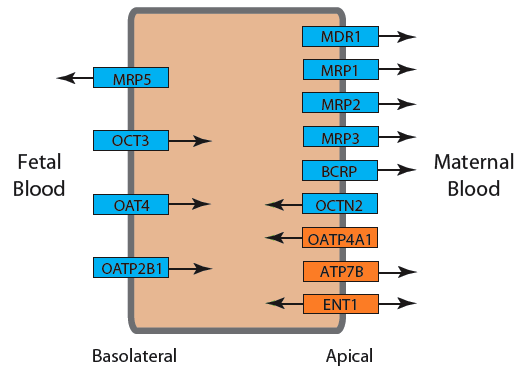 MDR1
MRP1
MRP5
MRP2
OCT3
MRP3
Fetal
Blood
Maternal
Blood
BCRP
OAT4
OCTN2
OATP4A1
OATP2B1
ATP7B
ENT1
Basolateral
Apical